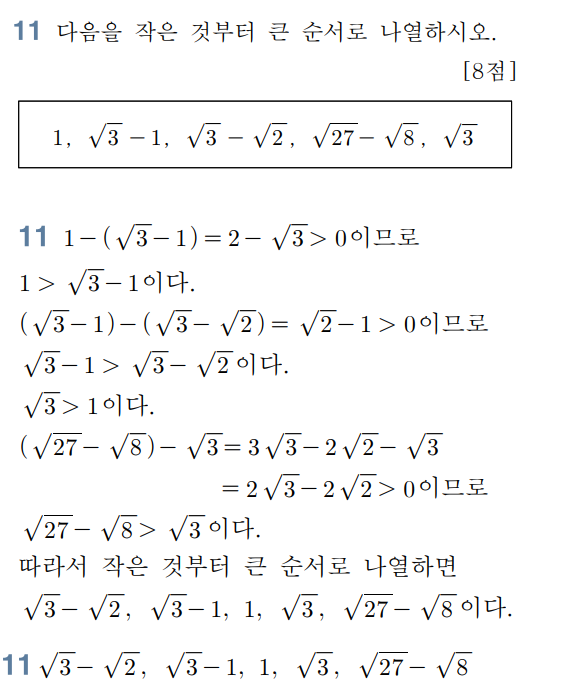 11 다음을 작은 것부터 큰 순서로 나열하시오.
[8점]
1, √3 − 1, √3 − √2, √27 − √8, √3
11 1 − (√3 − 1) = 2 − √3 > 0이므로
1 > √3 − 1이다.
(√3 − 1) − (√3 − √2) = √2 − 1 > 0이므로
√3 − 1 > √3 − √2이다.
√3 > 1이다.
(√27 − √8) − √3 = 3√3 − 2√2 − √3
= 2√3 − 2√2 > 0이므로
√27 − √8 > √3이다.
따라서 작은 것부터 큰 순서로 나열하면
√3 − √2, √3 − 1, 1, √3, √27 − √8이다.
11 √3 − √2, √3 − 1, 1, √3, √27 − √8